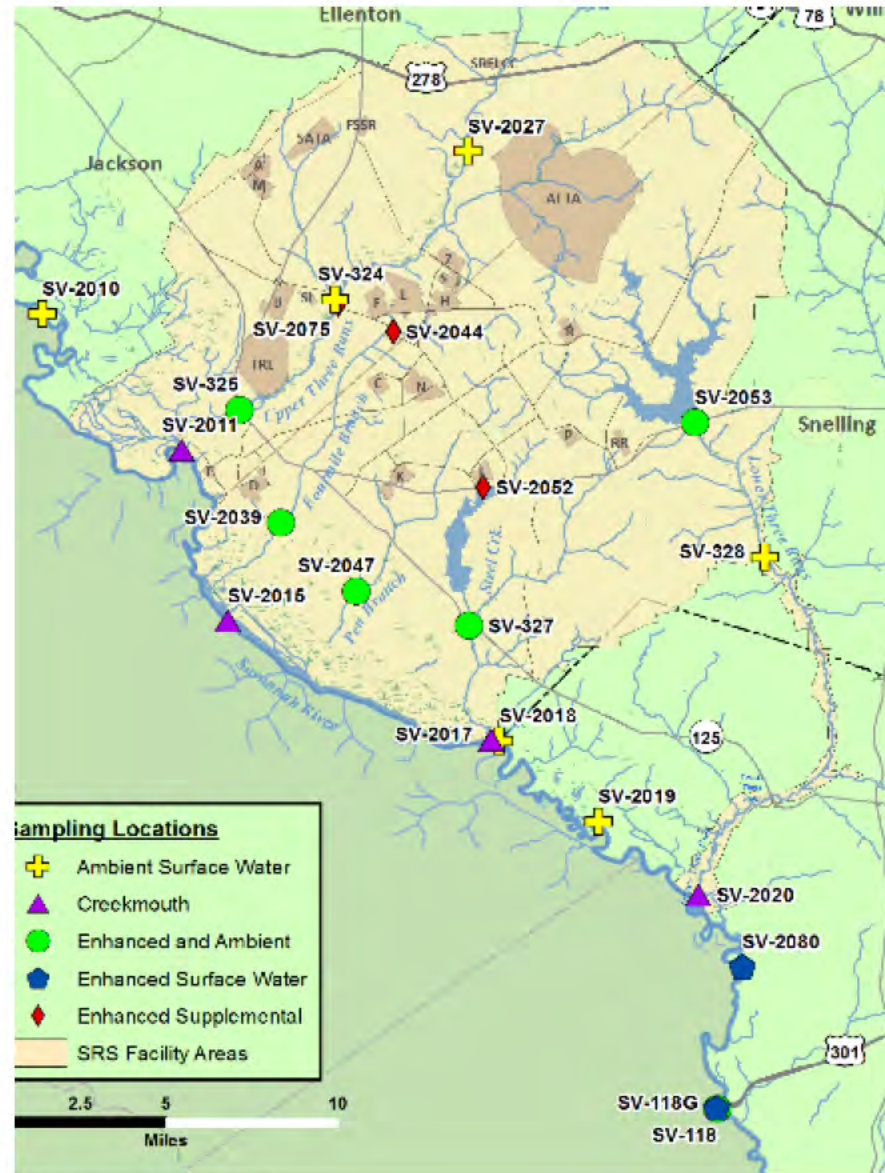 Ellenton
78
278
SV-2027
FSSR
SATA
Jackson
A
M
Z
S
H
F
SV-324
SV-2010
SV-2075
SV-2044
Upper Three Runs
SV-325
C
N
R
SV-2053
Snelling
SV-2011
Fourmile Branch
P
RR
K
D
SV-2052
Lower Three Runs
SV-2039
SV-328
SV-2047
Steel Crk.
SV-2015
Pen Branch
SV-327
Savannah River
SV-2018
SV-2017
125
SV-2019
Sampling Locations
Ambient Surface Water
Creekmouth
SV-2020
Enhanced and Ambient
SV-2080
Enhanced Surface Water
Enhanced Supplemental
SRS Facility Areas
301
2.5 5 10
SV-118G
Miles
SV-118